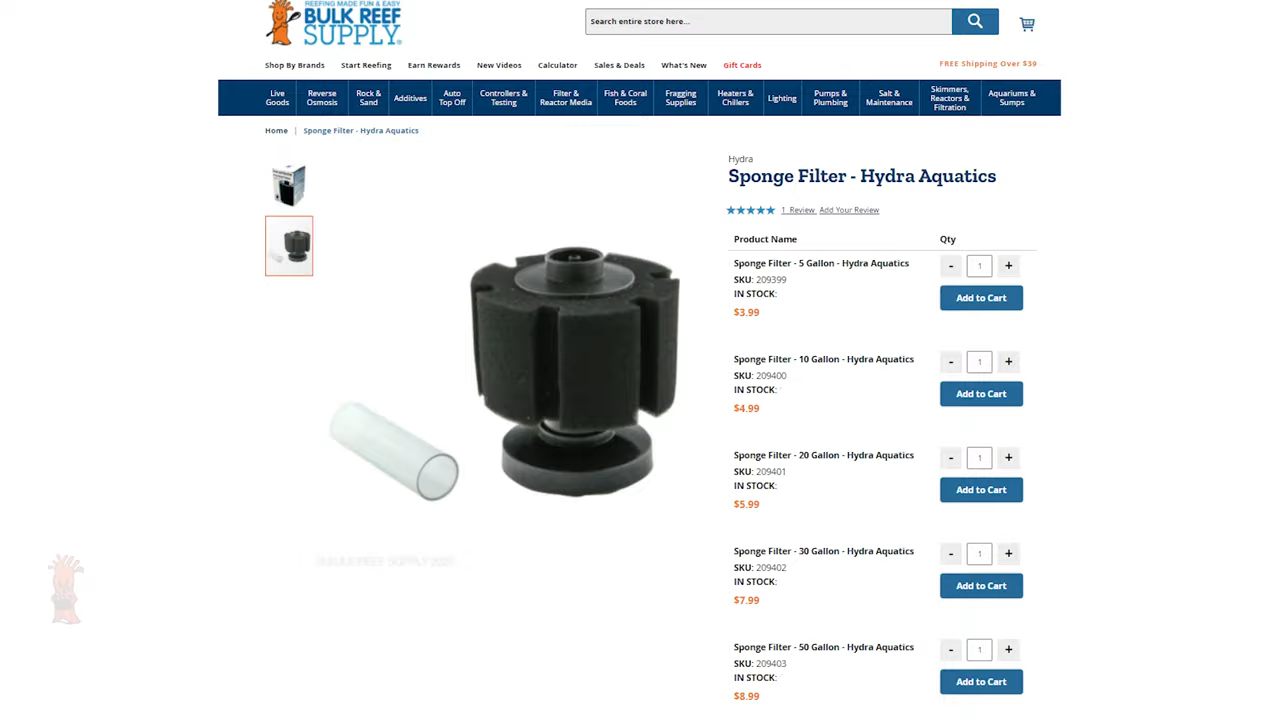 REEFING MADE FUN & EASY
BULK REEF
SUPPLY
Search entire store here...
Shop By Brands Start Reefing Earn Rewards New Videos Calculator Sales & Deals What's New Gift Cards FREE Shipping Over $39
Live Goods Reverse Osmosis Rock & Sand Additives Auto Top Off Controllers & Testing Filter & Reactor Media Fish & Coral Foods Fragging Supplies Heaters & Chillers Lighting Pumps & Plumbing Salt & Maintenance Skimmers, Reactors & Filtration Aquariums & Sumps
Home | Sponge Filter - Hydra Aquatics
Hydra
Sponge Filter - Hydra Aquatics
1 Review Add Your Review
Product Name Qty
Sponge Filter - 5 Gallon - Hydra Aquatics
- 1 +
SKU: 209399
IN STOCK:
Add to Cart
$3.99
Sponge Filter - 10 Gallon - Hydra Aquatics
- 1 +
SKU: 209400
IN STOCK:
Add to Cart
$4.99
Sponge Filter - 20 Gallon - Hydra Aquatics
- 1 +
SKU: 209401
IN STOCK:
Add to Cart
$5.99
Sponge Filter - 30 Gallon - Hydra Aquatics
- 1 +
SKU: 209402
IN STOCK:
Add to Cart
$7.99
Sponge Filter - 50 Gallon - Hydra Aquatics
- 1 +
SKU: 209403
IN STOCK:
Add to Cart
$8.99